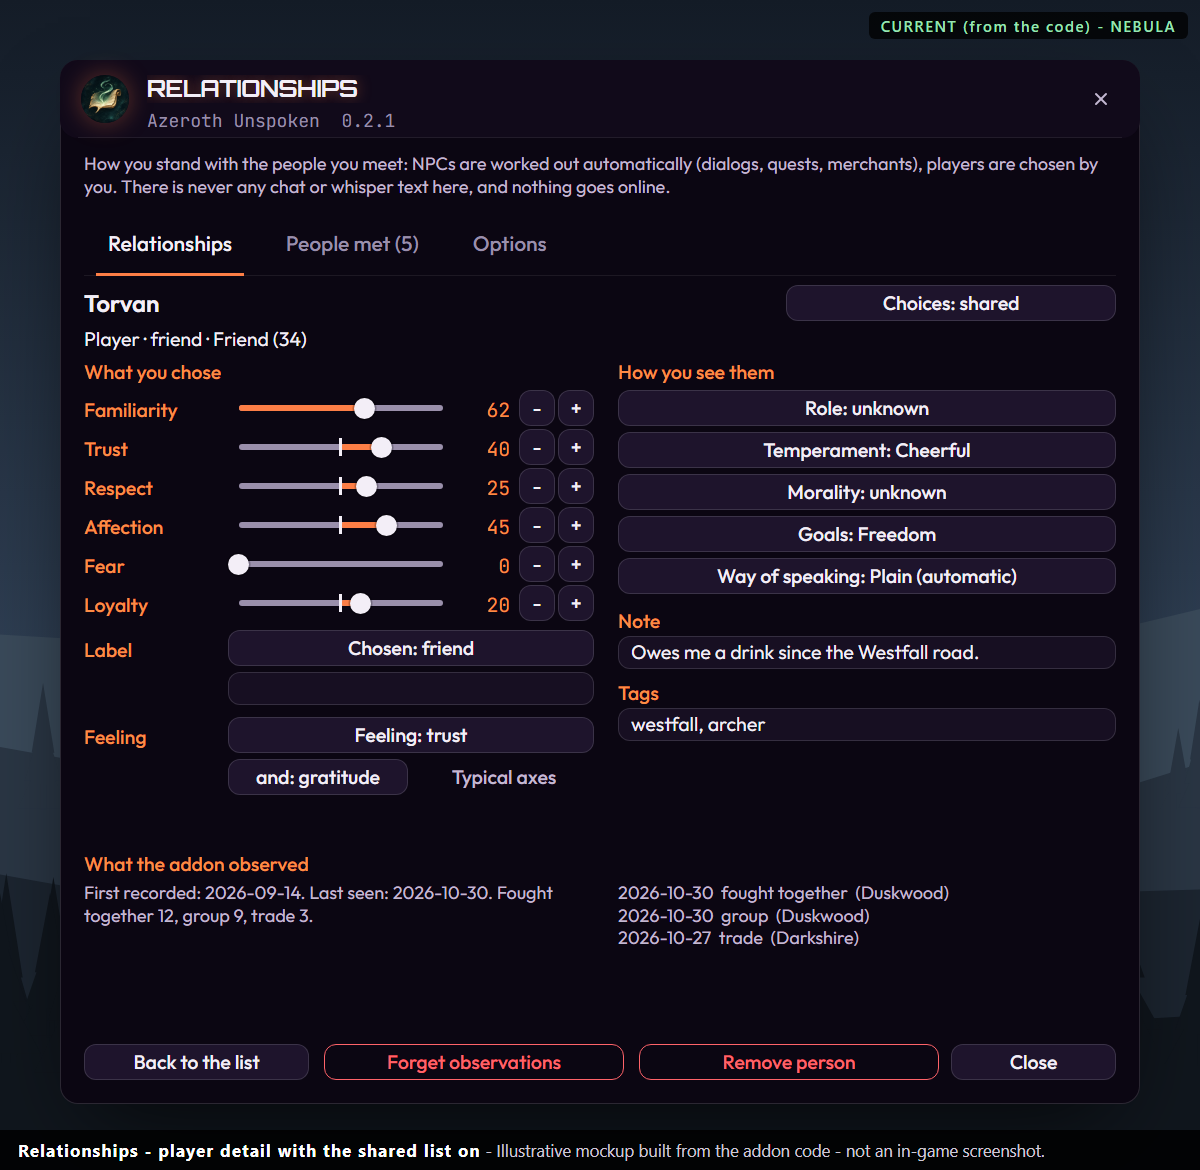 CURRENT (from the code) - NEBULA
RELATIONSHIPS
Azeroth Unspoken 0.2.1
How you stand with the people you meet: NPCs are worked out automatically (dialogs, quests, merchants), players are chosen by
you. There is never any chat or whisper text here, and nothing goes online.
Relationships People met (5) Options
Torvan
Choices: shared
Player · friend · Friend (34)
What you chose
Familiarity 62 - +
Trust 40 - +
Respect 25 - +
Affection 45 - +
Fear 0 - +
Loyalty 20 - +
Label Chosen: friend
Feeling Feeling: trust
and: gratitude Typical axes
How you see them
Role: unknown
Temperament: Cheerful
Morality: unknown
Goals: Freedom
Way of speaking: Plain (automatic)
Note
Owes me a drink since the Westfall road.
Tags
westfall, archer
What the addon observed
First recorded: 2026-09-14. Last seen: 2026-10-30. Fought
together 12, group 9, trade 3.
2026-10-30 fought together (Duskwood)
2026-10-30 group (Duskwood)
2026-10-27 trade (Darkshire)
Back to the list Forget observations Remove person Close
Relationships - player detail with the shared list on - Illustrative mockup built from the addon code - not an in-game screenshot.